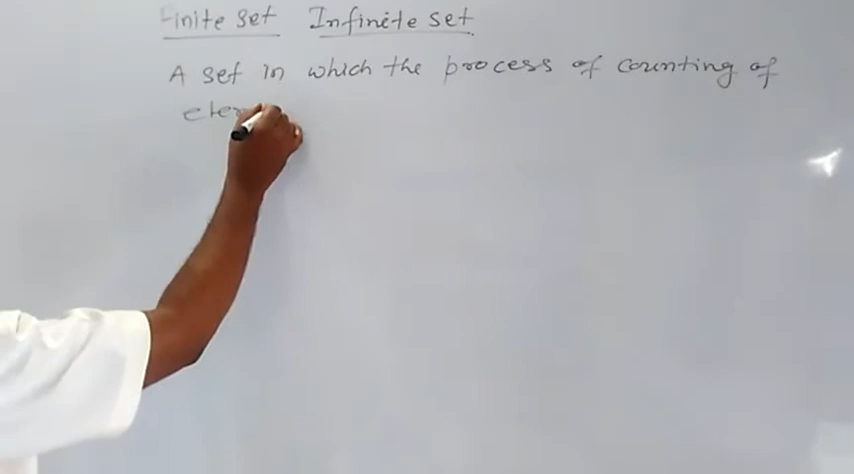 Finite set Infinite set
A set in which the process of counting of